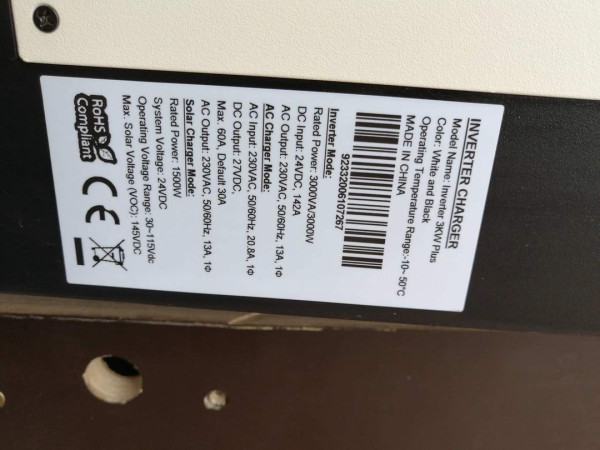 INVERTER CHARGER
Model Name: Inverter 3KW Plus
Color: White and Black
Operating Temperature Range:-10~ 50°C
MADE IN CHINA
92332006107267
Inverter Mode:
Rated Power: 3000VA/3000W
DC Input: 24VDC, 142A
AC Output: 230VAC, 50/60Hz, 13A, 1Φ
AC Charger Mode:
AC Input: 230VAC, 50/60Hz, 20.8A, 1Φ
DC Output: 27VDC,
Max. 60A, Default 30A
AC Output: 230VAC, 50/60Hz, 13A, 1Φ
Solar Charger Mode:
Rated Power: 1500W
System Voltage: 24VDC
Operating Voltage Range: 30~115Vdc
Max. Solar Voltage (VOC): 145VDC
RoHS
Compliant
CE